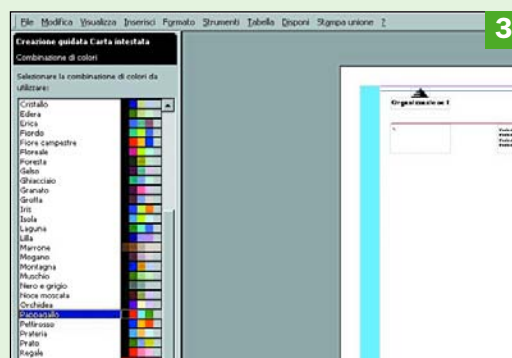 File Modifica Visualizza Inserisci Formato Strumenti Tabella Disponi Stampa unione ?
3
Creazione guidata Carta intestata
Combinazione di colori
Selezionare la combinazione di colori da
utilizzare:
Cristallo
Edera
Erica
Fiordo
Fiore campestre
Floreale
Foresta
Gelso
Ghiacciaio
Granato
Grotta
Iris
Isola
Laguna
Lilla
Marrone
Mogano
Montagna
Muschio
Nero e grigio
Noce moscata
Orchidea
Pappagallo
Pettirosso
Prateria
Prato
Regale